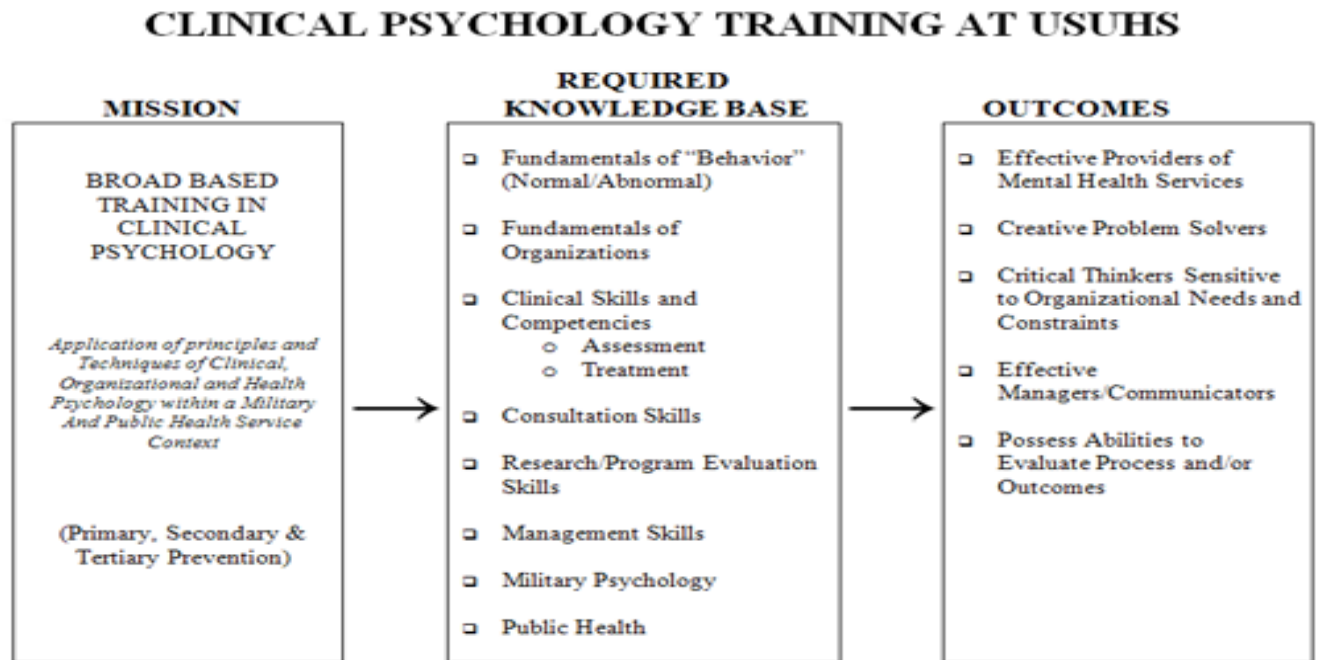 CLINICAL PSYCHOLOGY TRAINING AT USUHS
MISSION
BROAD BASED
TRAINING IN
CLINICAL
PSYCHOLOGY
Application of principles and
Techniques of Clinical,
Organizational and Health
Psychology within a Military
And Public Health Service
Context
(Primary, Secondary &
Tertiary Prevention)
REQUIRED
KNOWLEDGE BASE
Fundamentals of “Behavior”
(Normal/Abnormal)
Fundamentals of
Organizations
Clinical Skills and
Competencies
Assessment
Treatment
Consultation Skills
Research/Program Evaluation
Skills
Management Skills
Military Psychology
Public Health
OUTCOMES
Effective Providers of
Mental Health Services
Creative Problem Solvers
Critical Thinkers Sensitive
to Organizational Needs and
Constraints
Effective
Managers/Communicators
Possess Abilities to
Evaluate Process and/or
Outcomes